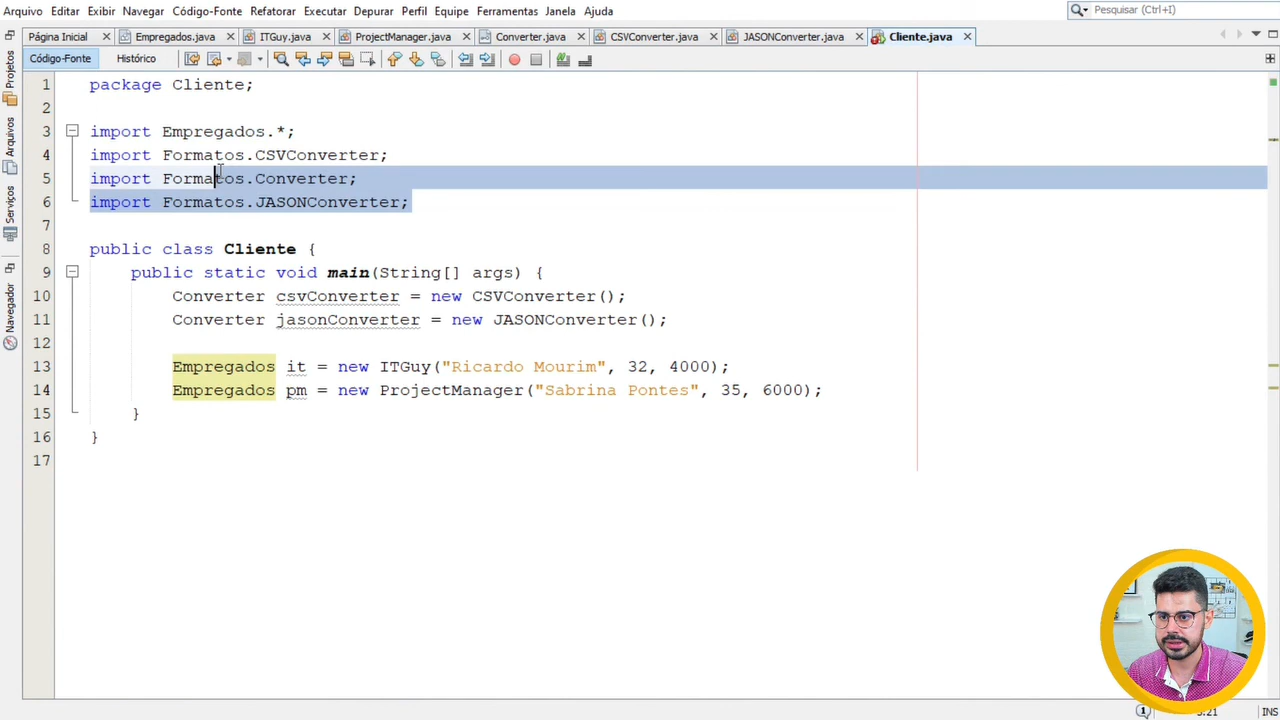 Arquivo Editar Exibir Navegar Código-Fonte Refatorar Executar Depurar Perfil Equipe Ferramentas Janela Ajuda
Pesquisar (Ctrl+I)
Página Inicial Empregados.java ITGuy.java ProjectManager.java Converter.java CSVConverter.java JASONConverter.java Cliente.java
Código-Fonte Histórico
Projetos
Arquivos
Serviços
Navegador
1 package Cliente;
2
3 import Empregados.*;
4 import Formatos.CSVConverter;
5 import Formatos.Converter;
6 import Formatos.JASONConverter;
7
8 public class Cliente {
9 public static void main(String[] args) {
10 Converter csvConverter = new CSVConverter();
11 Converter jasonConverter = new JASONConverter();
12
13 Empregados it = new ITGuy("Ricardo Mourim", 32, 4000);
14 Empregados pm = new ProjectManager("Sabrina Pontes", 35, 6000);
15 }
16 }
17
INS